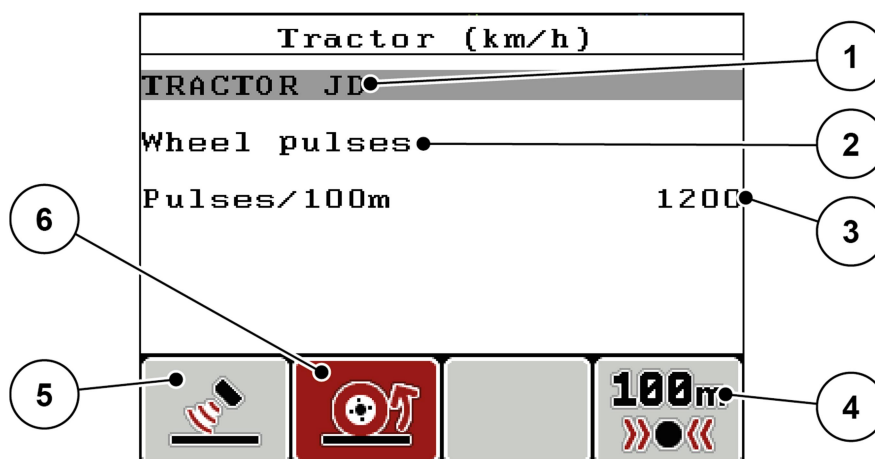 Tractor (km/h)
TRACTOR JD
Wheel pulses
Pulses/100m 1200
100m
1
2
3
4
5
6